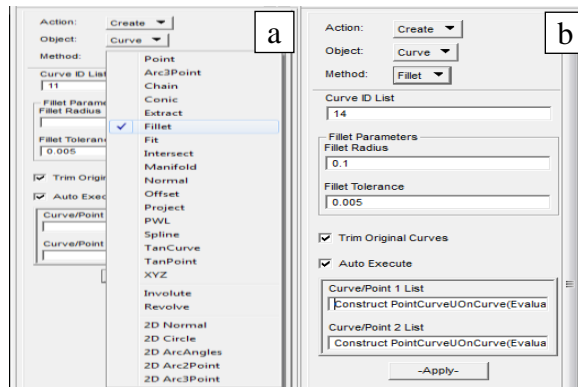 a
Action: Create
Object: Curve
Method:
Curve ID List
11
Fillet Parame
Fillet Radius
Fillet Toleran
0.005
Trim Origi
Auto Execute
Curve/Point
Curve/Point
Point
Arc3Point
Chain
Conic
Extract
Fillet
Fit
Intersect
Manifold
Normal
Offset
Project
PWL
Spline
TanCurve
TanPoint
XYZ
Involute
Revolve
2D Normal
2D Circle
2D ArcAngles
2D Arc2Point
2D Arc3Point
b
Action: Create
Object: Curve
Method: Fillet
Curve ID List
14
Fillet Parameters
Fillet Radius
0.1
Fillet Tolerance
0.005
Trim Original Curves
Auto Execute
Curve/Point 1 List
Construct PointCurveUOnCurve(Evalua
Curve/Point 2 List
Construct PointCurveUOnCurve(Evalua
-Apply-